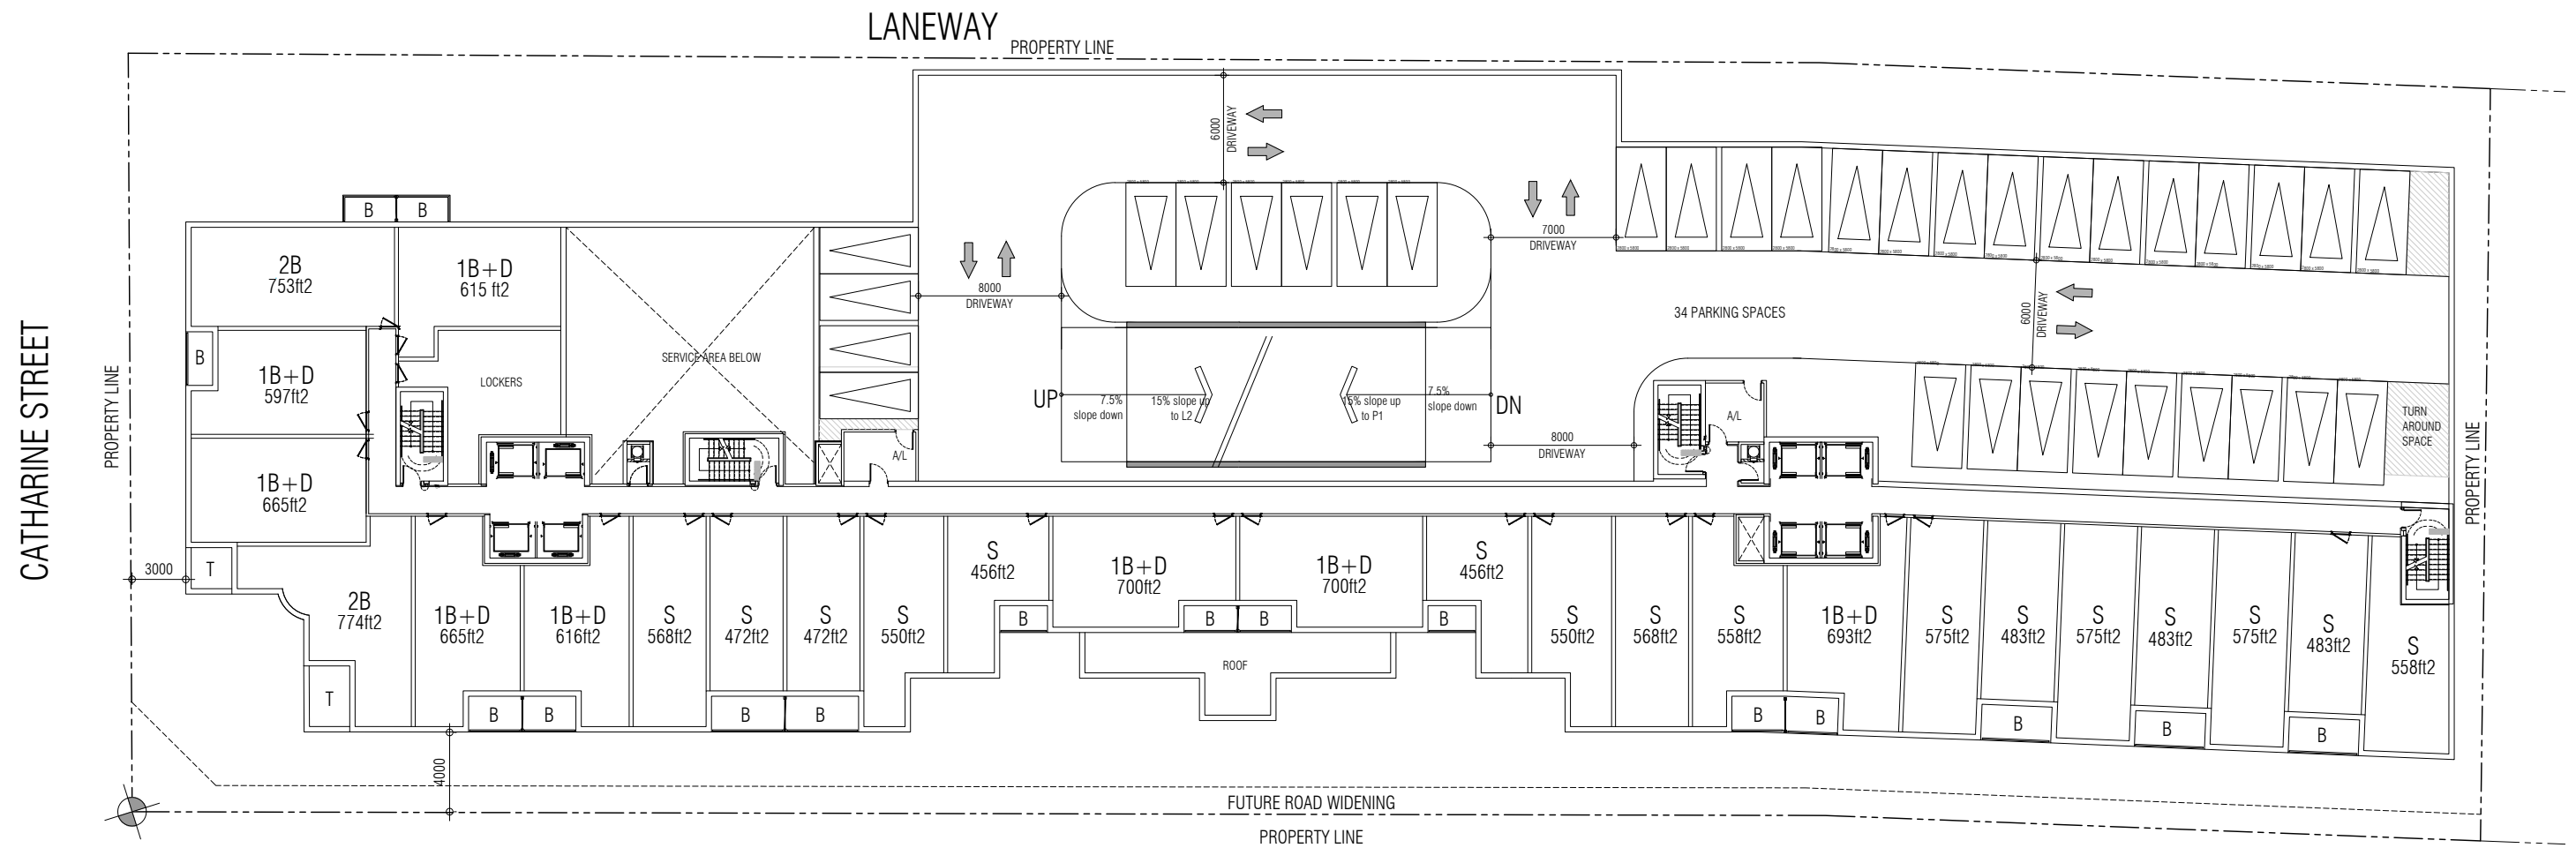 LANEWAY
PROPERTY LINE
6000
DRIVEWAY
B
B
2B
753ft2
1B+D
615 ft2
7000
DRIVEWAY
8000
DRIVEWAY
34 PARKING SPACES
6000
DRIVEWAY
CATHARINE STREET
PROPERTY LINE
B
1B+D
597ft2
LOCKERS
SERVICE AREA BELOW
UP
7.5%
slope down
15% slope up
to L2
15% slope up
to P1
7.5%
slope down
DN
A/L
TURN
AROUND
SPACE
PROPERTY LINE
8000
DRIVEWAY
A/L
1B+D
665ft2
3000
T
2B
774ft2
1B+D
665ft2
1B+D
616ft2
S
568ft2
S
472ft2
S
472ft2
S
550ft2
S
456ft2
1B+D
700ft2
1B+D
700ft2
S
456ft2
S
550ft2
S
568ft2
S
558ft2
1B+D
693ft2
S
575ft2
S
483ft2
S
575ft2
S
483ft2
S
575ft2
S
483ft2
S
558ft2
B
B
B
B
ROOF
T
B
B
B
B
B
B
B
B
B
4000
FUTURE ROAD WIDENING
PROPERTY LINE